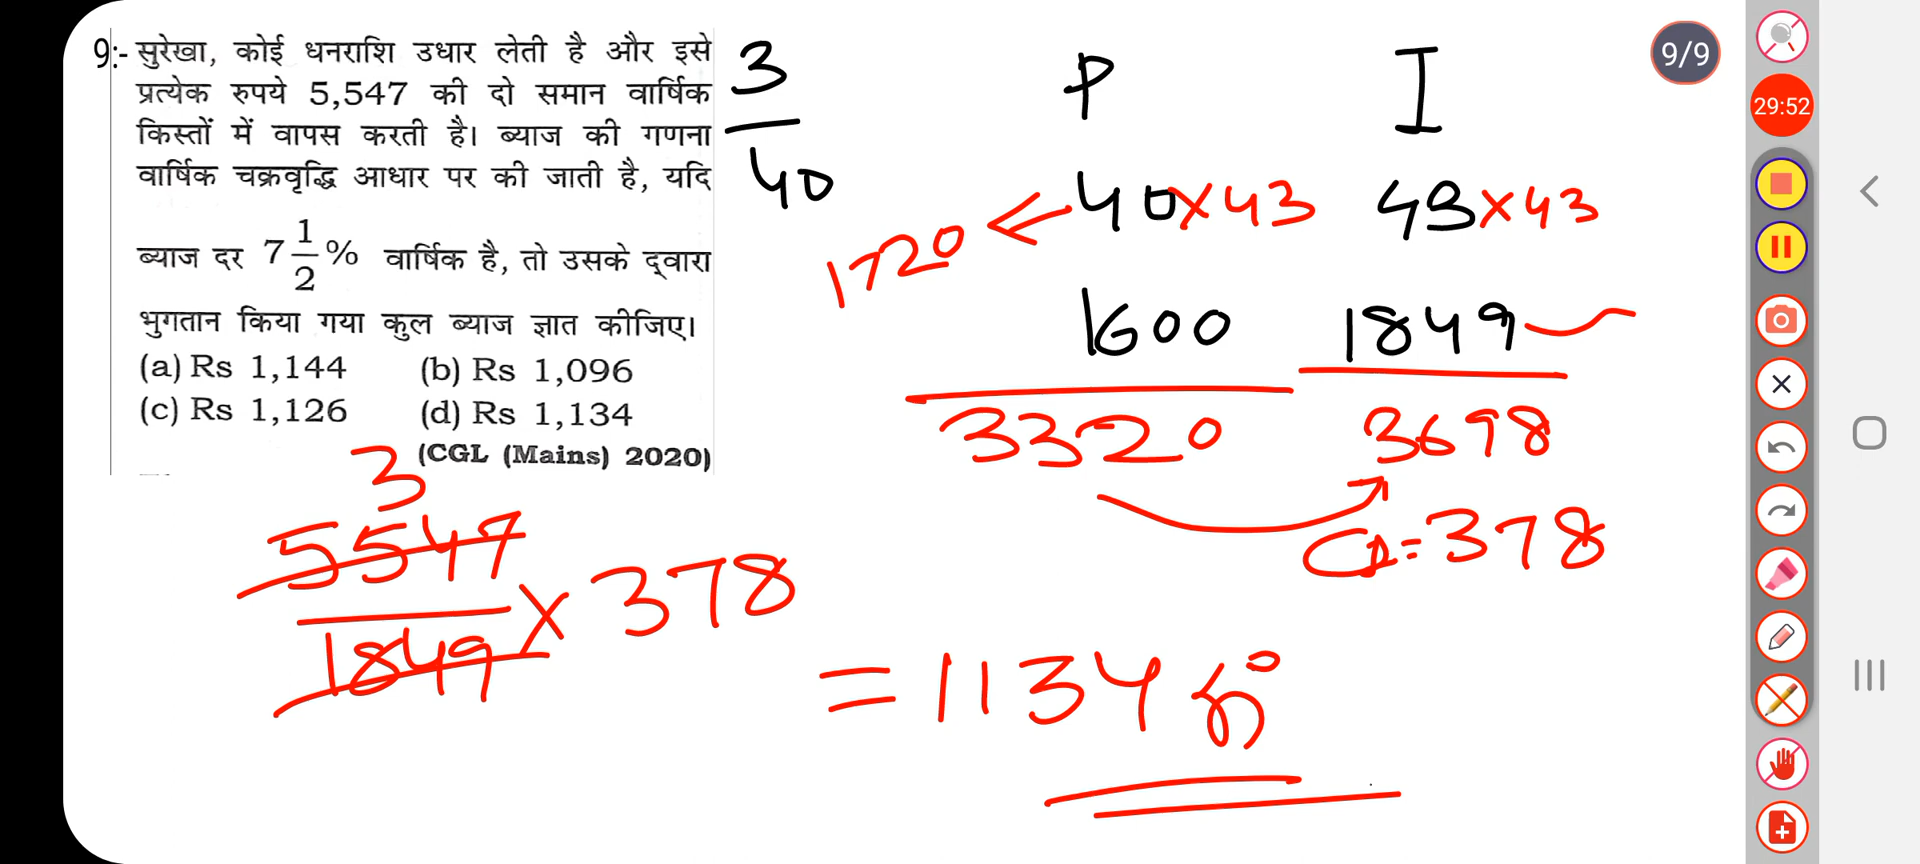 9:- सुरेखा, कोई धनराशि उधार लेती है और इसे
प्रत्येक रुपये 5,547 की दो समान वार्षिक
किस्तों में वापस करती है। ब्याज की गणना
वार्षिक चक्रवृद्धि आधार पर की जाती है, यदि
ब्याज दर 7 1/2 % वार्षिक है, तो उसके द्वारा
भुगतान किया गया कुल ब्याज ज्ञात कीजिए।
(a) Rs 1,144 (b) Rs 1,096
(c) Rs 1,126 (d) Rs 1,134
(CGL (Mains) 2020)
3
40
P I
1720 ← 40×43 43×43
1600 1849
3320 3698
=378
3
5547
1849
× 378
= 1134
9/9
29:52